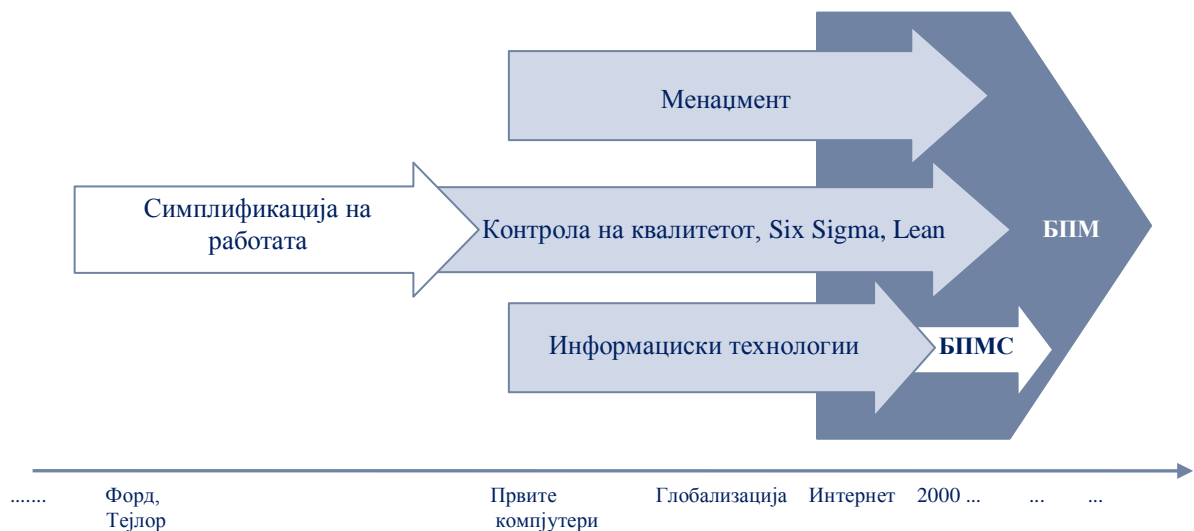 Менаџмент
Симплификација на
работата
Контрола на квалитетот, Six Sigma, Lean
БПМ
Информациски технологии
БПМС
....... Форд, Првите Глобализација Интернет 2000 ... ... ...
Тејлор компјутери